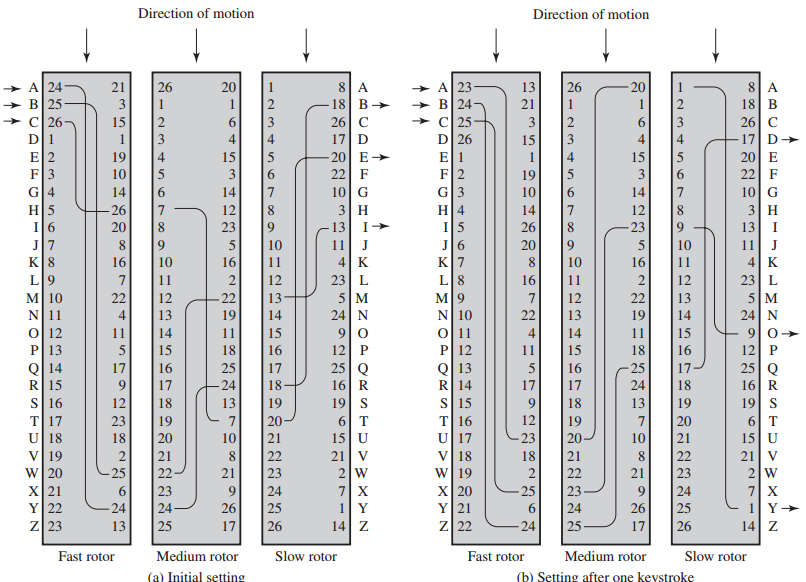 Direction of motion
A 24 21 26 20 1 8 A
B 25 3 1 1 2 18 B
C 26 15 2 6 3 26 C
D 1 1 3 4 4 17 D
E 2 19 4 15 5 20 E
F 3 10 5 3 6 22 F
G 4 14 6 14 7 10 G
H 5 26 7 12 8 3 H
I 6 20 8 23 9 13 I
J 7 8 9 5 10 11 J
K 8 16 10 16 11 4 K
L 9 7 11 2 12 23 L
M 10 22 12 22 13 5 M
N 11 4 13 19 14 24 N
O 12 11 14 11 15 9 O
P 13 5 15 18 16 12 P
Q 14 17 16 25 17 25 Q
R 15 9 17 24 18 16 R
S 16 12 18 13 19 19 S
T 17 23 19 7 20 6 T
U 18 18 20 10 21 15 U
V 19 2 21 8 22 21 V
W 20 25 22 21 23 2 W
X 21 6 23 9 24 7 X
Y 22 24 24 26 25 1 Y
Z 23 13 25 17 26 14 Z
Fast rotor Medium rotor Slow rotor
(a) Initial setting
Direction of motion
A 23 13 26 20 1 8 A
B 24 21 1 1 2 18 B
C 25 3 2 6 3 26 C
D 26 15 3 4 4 17 D
E 1 1 4 15 5 20 E
F 2 19 5 3 6 22 F
G 3 10 6 14 7 10 G
H 4 14 7 12 8 3 H
I 5 26 8 23 9 13 I
J 6 20 9 5 10 11 J
K 7 8 10 16 11 4 K
L 8 16 11 2 12 23 L
M 9 7 12 22 13 5 M
N 10 22 13 19 14 24 N
O 11 4 14 11 15 9 O
P 12 11 15 18 16 12 P
Q 13 5 16 25 17 25 Q
R 14 17 17 24 18 16 R
S 15 9 18 13 19 19 S
T 16 12 19 7 20 6 T
U 17 23 20 10 21 15 U
V 18 18 21 8 22 21 V
W 19 2 22 21 23 2 W
X 20 25 23 9 24 7 X
Y 21 6 24 26 25 1 Y
Z 22 24 25 17 26 14 Z
Fast rotor Medium rotor Slow rotor
(b) Setting after one keystroke